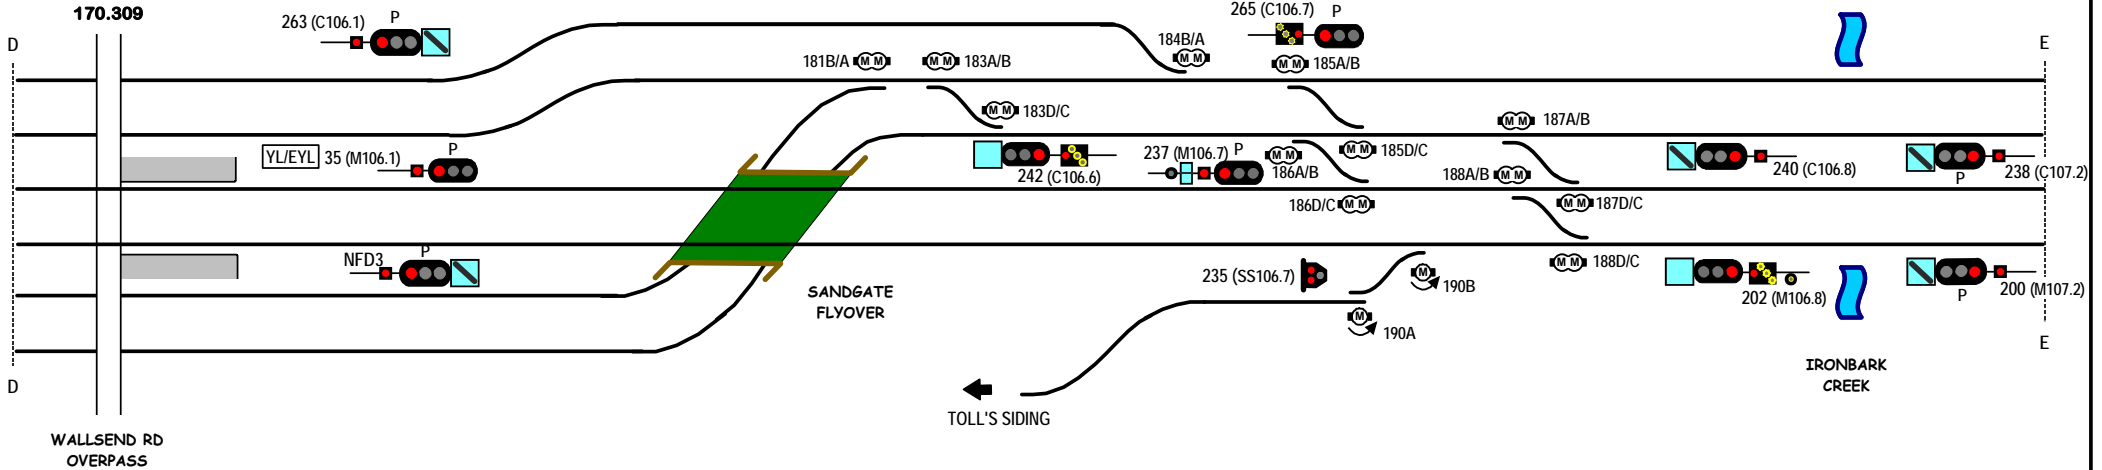 170.309
263 (C106.1)
P
265 (C106.7)
P
D
E
184B/A
181B/A
M M
M M
183A/B
M M
M M
185A/B
M M
183D/C
M M
187A/B
YL/EYL
35 (M106.1)
P
242 (C106.6)
237 (M106.7)
P
M M
186A/B
M M
185D/C
188A/B
M M
240 (C106.8)
P
238 (C107.2)
186D/C
M M
M M
187D/C
NFD3
P
235 (SS106.7)
M
190B
M M
188D/C
202 (M106.8)
P
200 (M107.2)
SANDGATE
FLYOVER
M
190A
E
D
IRONBARK
CREEK
TOLL'S SIDING
WALLSEND RD
OVERPASS